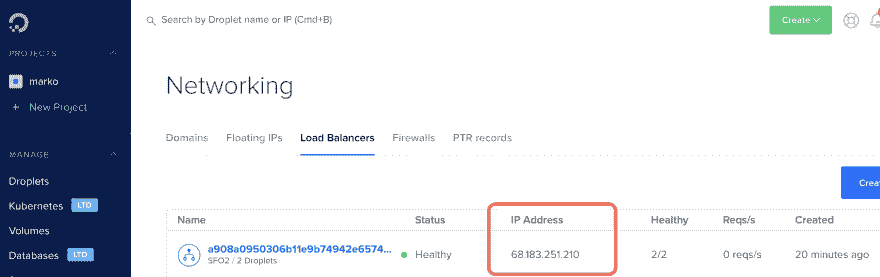 Search by Droplet name or IP (Cmd+B)
Create
PROJECTS
marko
+ New Project
Networking
Domains Floating IPs Load Balancers Firewalls PTR records
MANAGE
Droplets
Kubernetes LTD
Volumes
Databases LTD
Name Status IP Address Healthy Reqs/s Created
a908a0950306b11e9b74942e6574...
SFO2 / 2 Droplets
Healthy 68.183.251.210 2/2 0 reqs/s 20 minutes ago